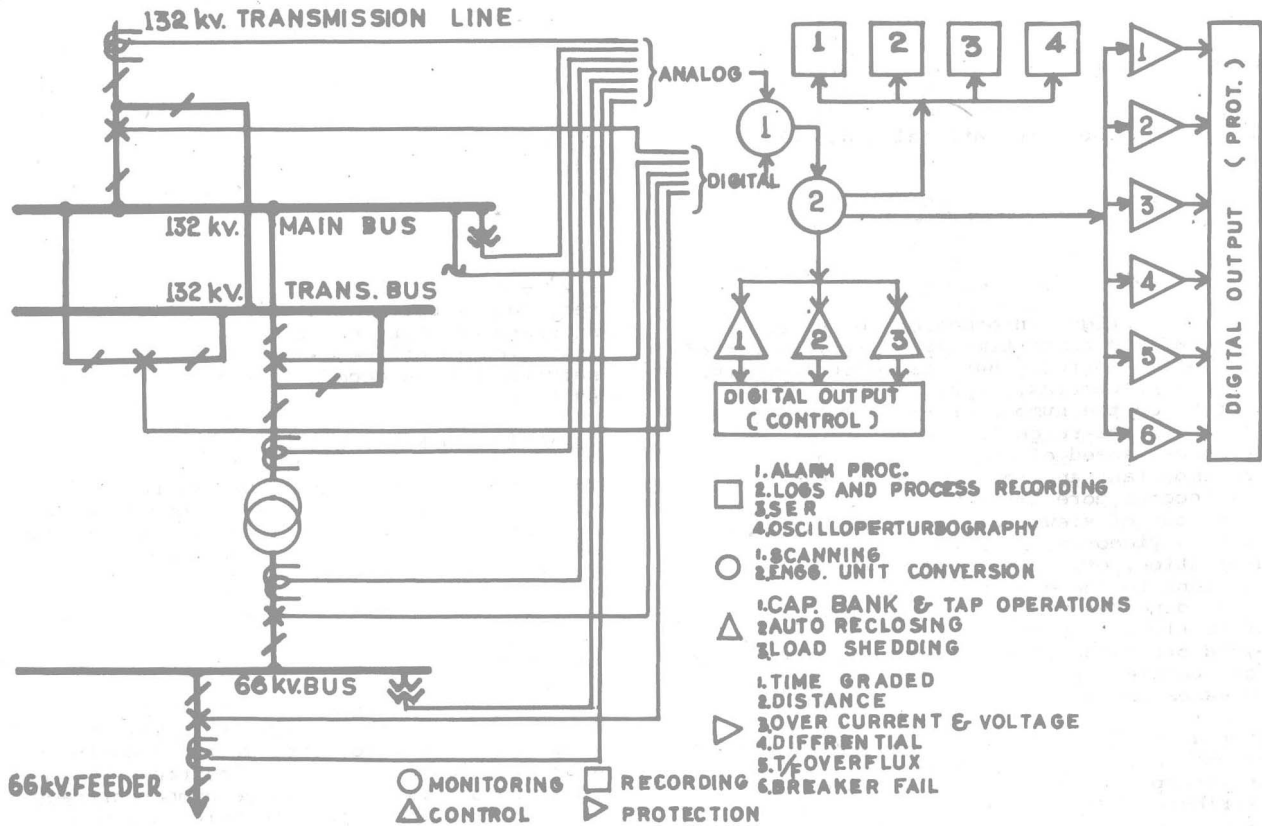 132 kv. TRANSMISSION LINE
ANALOG
DIGITAL
132 kv. MAIN BUS
132 kv. TRANS. BUS
66 kv. BUS
66 kv. FEEDER
1
2
1 2 3 4
1 2 3
DIGITAL OUTPUT
( CONTROL )
1
2
3
4
5
6
DIGITAL OUTPUT ( PROT. )
1. ALARM PROC.
2. LOGS AND PROCESS RECORDING
3. SER
4. OSCILLOPERTURBOGRAPHY
1. SCANNING
2. ENGG. UNIT CONVERSION
1. CAP. BANK & TAP OPERATIONS
2. AUTO RECLOSING
3. LOAD SHEDDING
1. TIME GRADED
2. DISTANCE
3. OVER CURRENT & VOLTAGE
4. DIFFRENTIAL
5. T/F OVERFLUX
6. BREAKER FAIL
MONITORING
RECORDING
CONTROL
PROTECTION